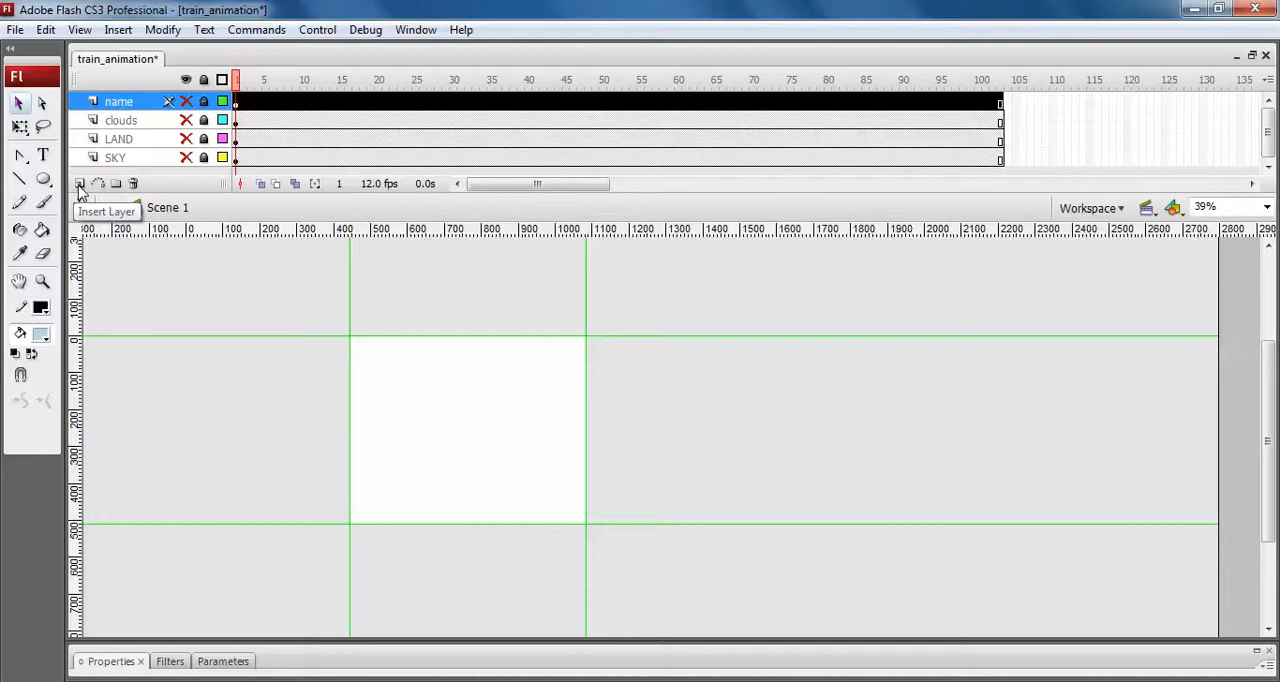 Fl Adobe Flash CS3 Professional - [train_animation*]
File Edit View Insert Modify Text Commands Control Debug Window Help
train_animation*
Fl
1 5 10 15 20 25 30 35 40 45 50 55 60 65 70 75 80 85 90 95 100 105 110 115 120 125 130 135
name
clouds
LAND
SKY
1 12.0 fps 0.0s
Insert Layer
Scene 1
Workspace
39%
200 100 0 100 200 300 400 500 600 700 800 900 1000 1100 1200 1300 1400 1500 1600 1700 1800 1900 2000 2100 2200 2300 2400 2500 2600 2700 2800
200
100
0
100
200
300
400
500
600
700
Properties Filters Parameters